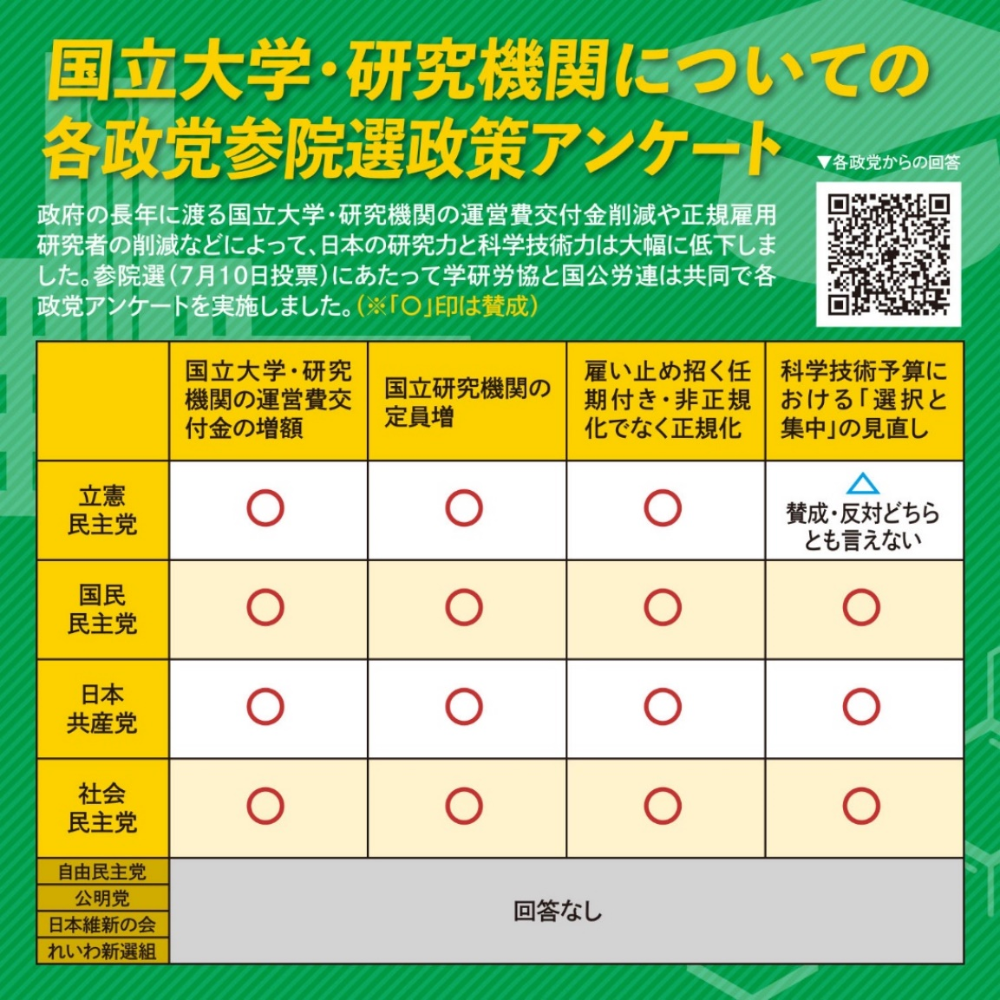 国立大学・研究機関についての
各政党参院選政策アンケート
▼各政党からの回答
政府の長年に渡る国立大学・研究機関の運営費交付金削減や正規雇用
研究者の削減などによって、日本の研究力と科学技術力は大幅に低下しま
した。参院選（7月10日投票）にあたって学研労協と国公労連は共同で各
政党アンケートを実施しました。（※「〇」印は賛成）
国立大学・研究
機関の運営費交
付金の増額
国立研究機関の
定員増
雇い止め招く任
期付き・非正規
化でなく正規化
科学技術予算に
おける「選択と
集中」の見直し
立憲
民主党
〇 〇 〇 △
賛成・反対どちら
とも言えない
国民
民主党
〇 〇 〇 〇
日本
共産党
〇 〇 〇 〇
社会
民主党
〇 〇 〇 〇
自由民主党
公明党
日本維新の会
れいわ新選組
回答なし